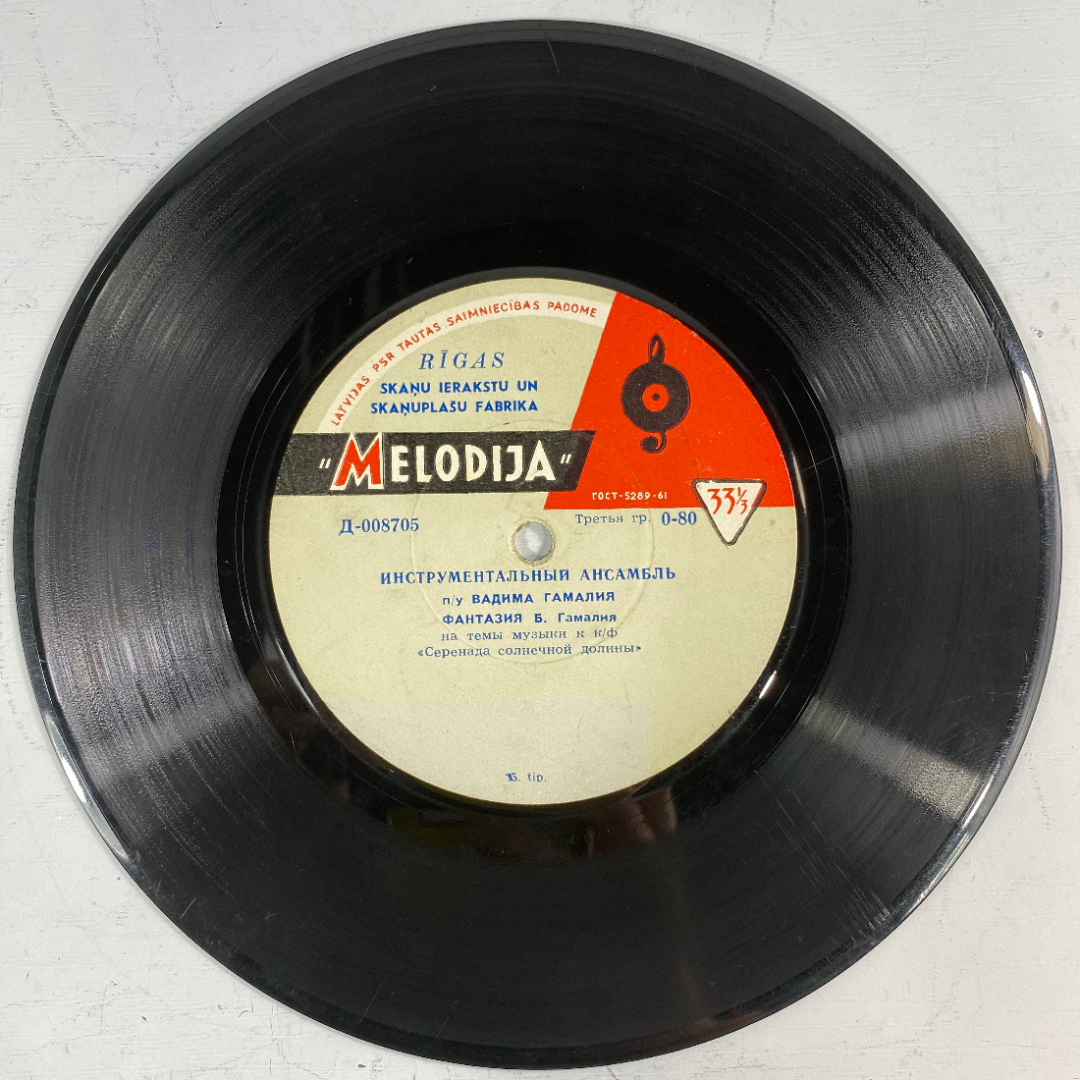 LATVIJAS PSR TAUTAS SAIMNIECĪBAS PADOME
RĪGAS
SKAŅU IERAKSTU UN
SKAŅUPLAŠU FABRIKA
"MELODIJA"
ГОСТ-5289-61
33⅓
Д-008705
Третья гр. 0-80
ИНСТРУМЕНТАЛЬНЫЙ АНСАМБЛЬ
п/у ВАДИМА ГАМАЛИЯ
ФАНТАЗИЯ Б. Гамалия
на темы музыки к к/ф
«Серенада солнечной долины»
15. tip.